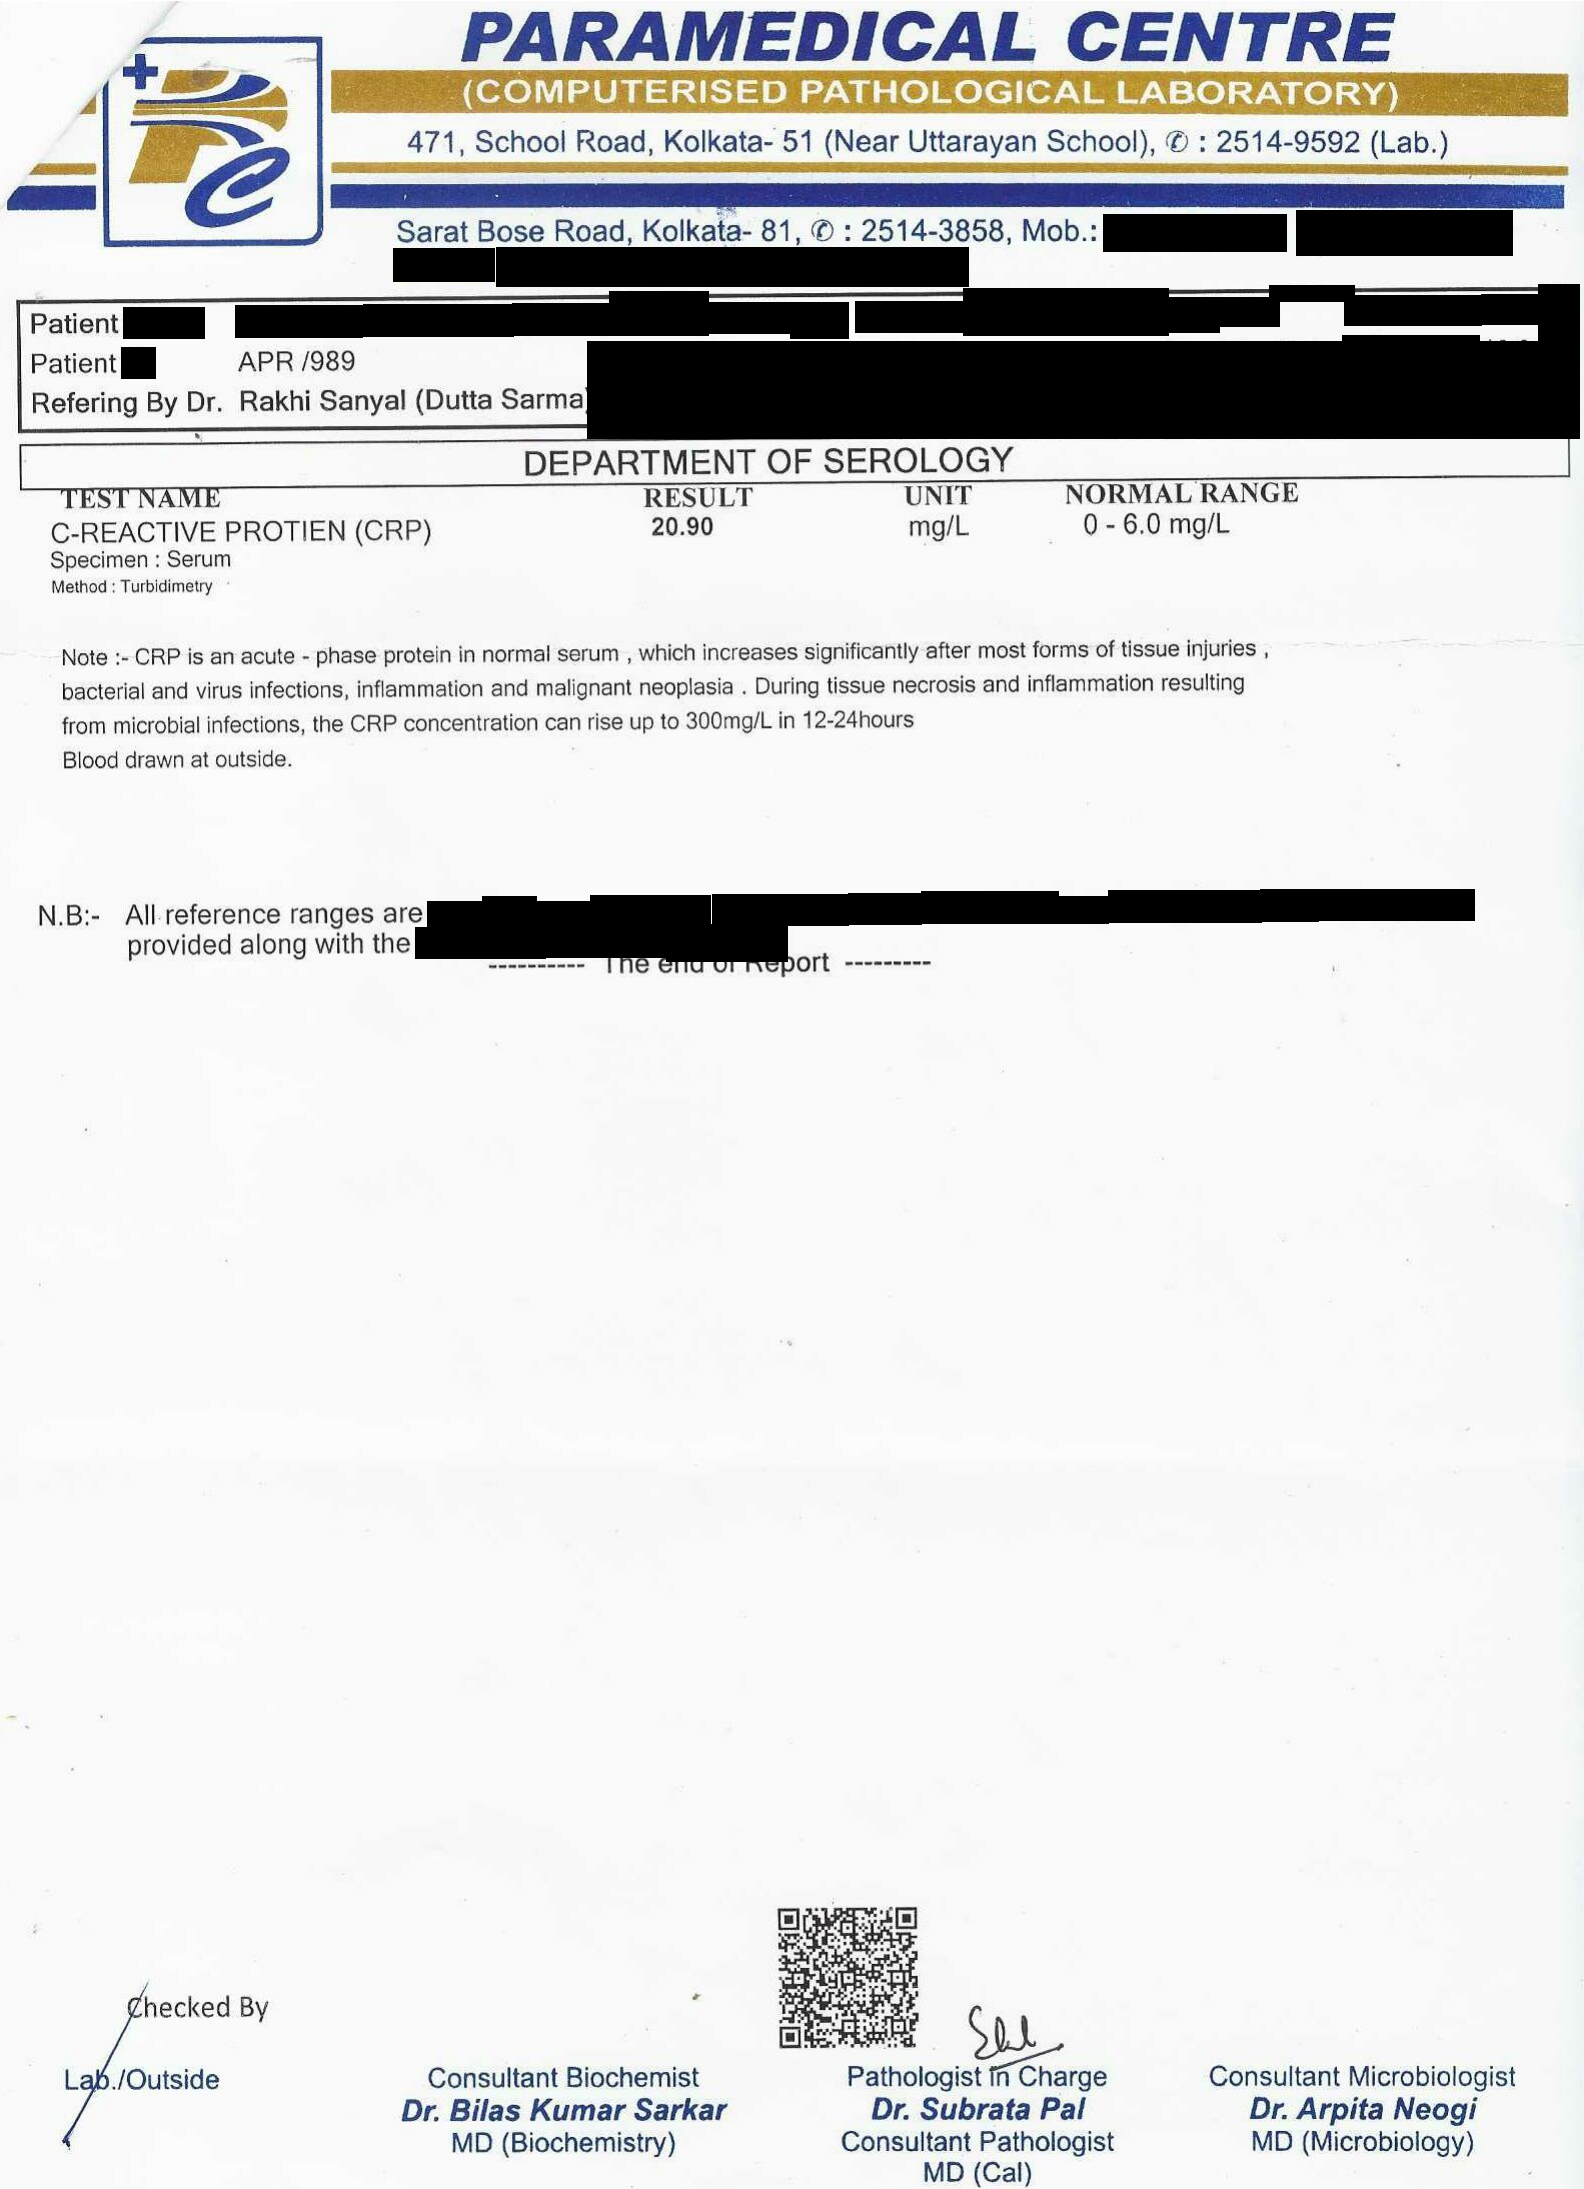 PARAMEDICAL CENTRE
(COMPUTERISED PATHOLOGICAL LABORATORY)
471, School Road, Kolkata- 51 (Near Uttarayan School), ✆ : 2514-9592 (Lab.)
Sarat Bose Road, Kolkata- 81, ✆ : 2514-3858, Mob.:
Patient
Patient APR /989
Refering By Dr. Rakhi Sanyal (Dutta Sarma)
DEPARTMENT OF SEROLOGY
TEST NAME RESULT UNIT NORMAL RANGE
C-REACTIVE PROTIEN (CRP) 20.90 mg/L 0 - 6.0 mg/L
Specimen : Serum
Method : Turbidimetry
Note :- CRP is an acute - phase protein in normal serum , which increases significantly after most forms of tissue injuries ,
bacterial and virus infections, inflammation and malignant neoplasia . During tissue necrosis and inflammation resulting
from microbial infections, the CRP concentration can rise up to 300mg/L in 12-24hours
Blood drawn at outside.
N.B:- All reference ranges are
provided along with the
---------- The end of Report ---------
Checked By
Lab./Outside
Consultant Biochemist
Dr. Bilas Kumar Sarkar
MD (Biochemistry)
Pathologist in Charge
Dr. Subrata Pal
Consultant Pathologist
MD (Cal)
Consultant Microbiologist
Dr. Arpita Neogi
MD (Microbiology)